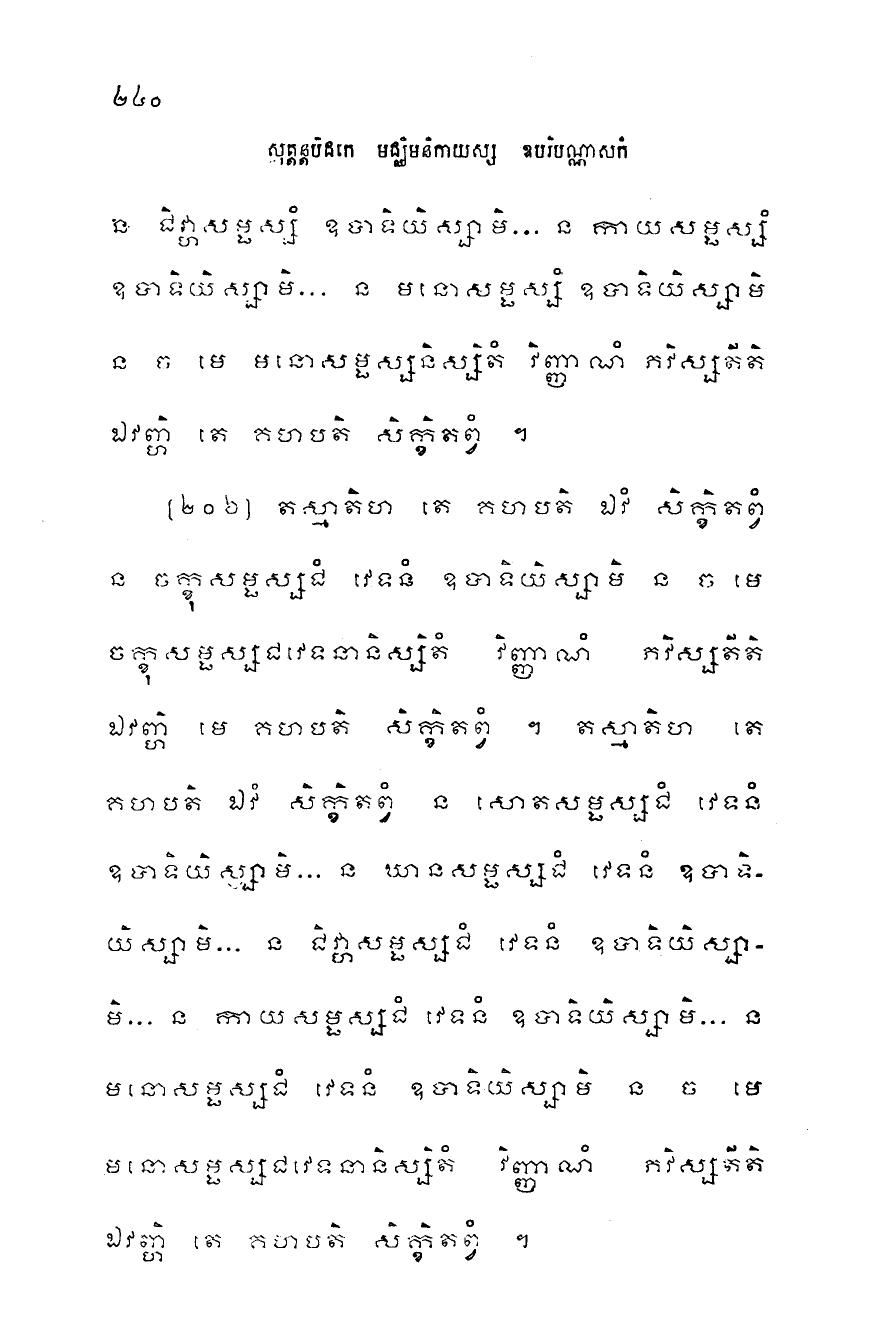 ២៤០
សុត្តន្តបិដកេ មជ្ឈិមនិកាយស្ស ឧបរិបណ្ណាសកំ
ន ជិវ្ហាសម្ផស្សំ ឧបាទិយិស្សាមិ... ន កាយសម្ផស្សំ
ឧបាទិយិស្សាមិ... ន មនោសម្ផស្សំ ឧបាទិយិស្សាមិ
ន ច មេ មនោសម្ផស្សនិស្សិតំ វិញ្ញាណំ ភវិស្សតីតិ
ឯវញ្ហិ តេ គហបតិ សិក្ខិតព្វំ ។
[២០៦] តស្មាតិហ តេ គហបតិ ឯវំ សិក្ខិតព្វំ
ន ចក្ខុសម្ផស្សជំ វេទនំ ឧបាទិយិស្សាមិ ន ច មេ
ចក្ខុសម្ផស្សជវេទនានិស្សិតំ វិញ្ញាណំ ភវិស្សតីតិ
ឯវញ្ហិ មេ គហបតិ សិក្ខិតព្វំ ។ តស្មាតិហ តេ
គហបតិ ឯវំ សិក្ខិតព្វំ ន សោតសម្ផស្សជំ វេទនំ
ឧបាទិយិស្សាមិ... ន ឃានសម្ផស្សជំ វេទនំ ឧបាទិ-
យិស្សាមិ... ន ជិវ្ហាសម្ផស្សជំ វេទនំ ឧបាទិយិស្សា-
មិ... ន កាយសម្ផស្សជំ វេទនំ ឧបាទិយិស្សាមិ... ន
មនោសម្ផស្សជំ វេទនំ ឧបាទិយិស្សាមិ ន ច មេ
មនោសម្ផស្សជវេទនានិស្សិតំ វិញ្ញាណំ ភវិស្សតីតិ
ឯវញ្ហិ តេ គហបតិ សិក្ខិតព្វំ ។